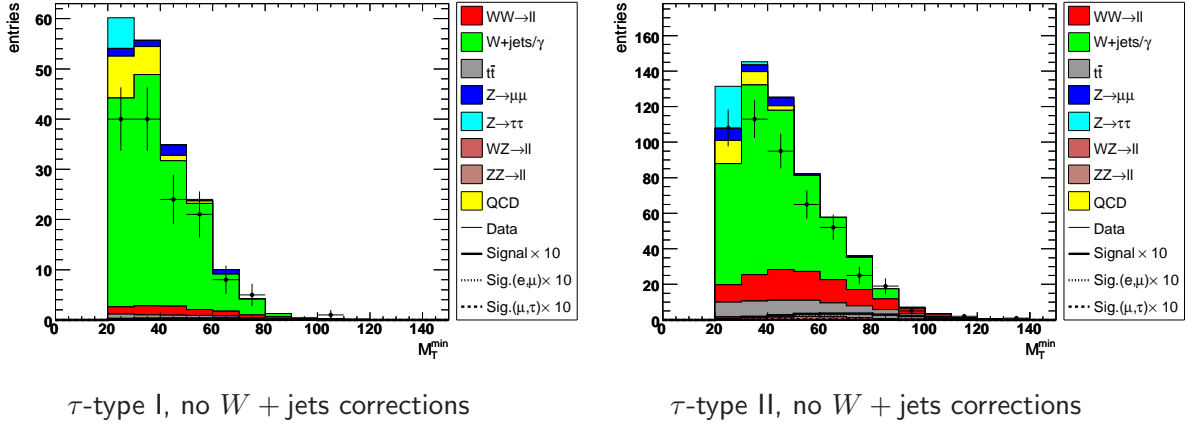 entries
60
50
40
30
20
10
0
0 20 40 60 80 100 120 140
M_T^min
WW→ll
W+jets/γ
tt̄
Z→μμ
Z→ττ
WZ→ll
ZZ→ll
QCD
Data
Signal × 10
Sig.(e,μ)× 10
Sig.(μ,τ)× 10
τ-type I, no W + jets corrections
entries
160
140
120
100
80
60
40
20
0
0 20 40 60 80 100 120 140
M_T^min
WW→ll
W+jets/γ
tt̄
Z→μμ
Z→ττ
WZ→ll
ZZ→ll
QCD
Data
Signal × 10
Sig.(e,μ)× 10
Sig.(μ,τ)× 10
τ-type II, no W + jets corrections